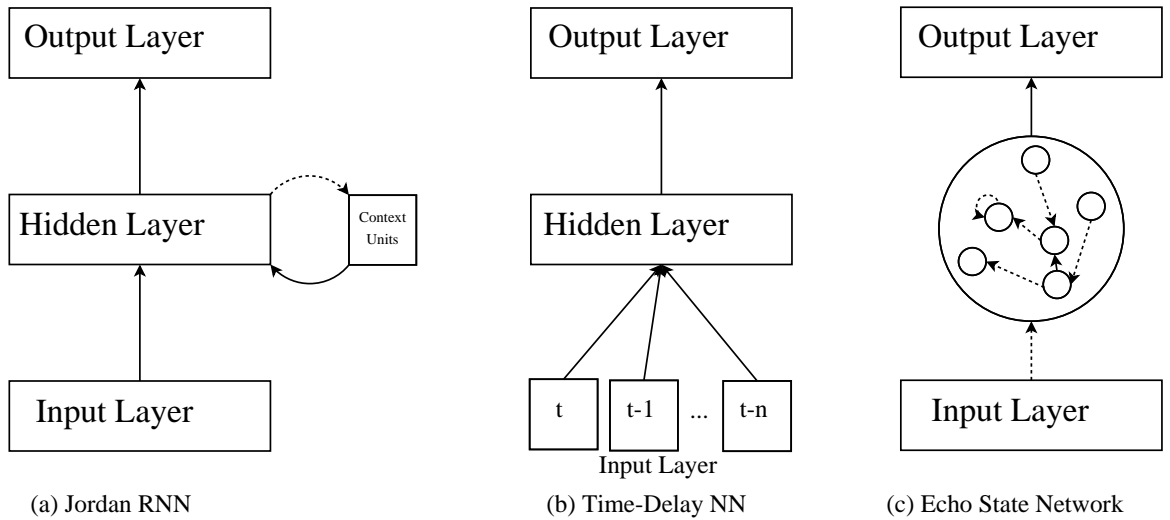 Output Layer
Hidden Layer
Context
Units
Input Layer
(a) Jordan RNN
Output Layer
Hidden Layer
t
t-1
...
t-n
Input Layer
(b) Time-Delay NN
Output Layer
Input Layer
(c) Echo State Network